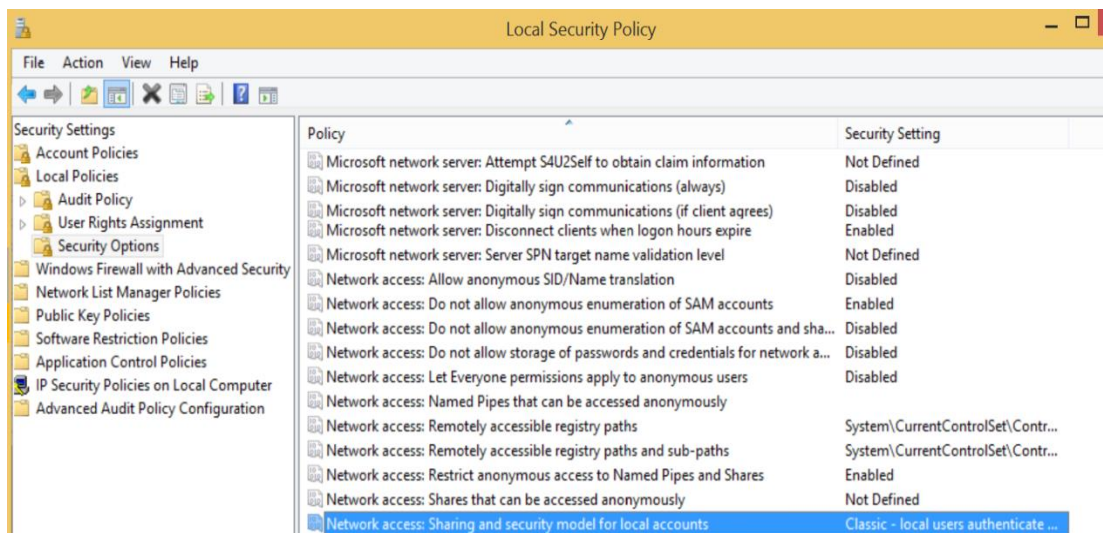 Local Security Policy
File Action View Help
Security Settings
Account Policies
Local Policies
Audit Policy
User Rights Assignment
Security Options
Windows Firewall with Advanced Security
Network List Manager Policies
Public Key Policies
Software Restriction Policies
Application Control Policies
IP Security Policies on Local Computer
Advanced Audit Policy Configuration
Policy Security Setting
Microsoft network server: Attempt S4U2Self to obtain claim information Not Defined
Microsoft network server: Digitally sign communications (always) Disabled
Microsoft network server: Digitally sign communications (if client agrees) Disabled
Microsoft network server: Disconnect clients when logon hours expire Enabled
Microsoft network server: Server SPN target name validation level Not Defined
Network access: Allow anonymous SID/Name translation Disabled
Network access: Do not allow anonymous enumeration of SAM accounts Enabled
Network access: Do not allow anonymous enumeration of SAM accounts and sha... Disabled
Network access: Do not allow storage of passwords and credentials for network a... Disabled
Network access: Let Everyone permissions apply to anonymous users Disabled
Network access: Named Pipes that can be accessed anonymously
Network access: Remotely accessible registry paths System\CurrentControlSet\Contr...
Network access: Remotely accessible registry paths and sub-paths System\CurrentControlSet\Contr...
Network access: Restrict anonymous access to Named Pipes and Shares Enabled
Network access: Shares that can be accessed anonymously Not Defined
Network access: Sharing and security model for local accounts Classic - local users authenticate ...